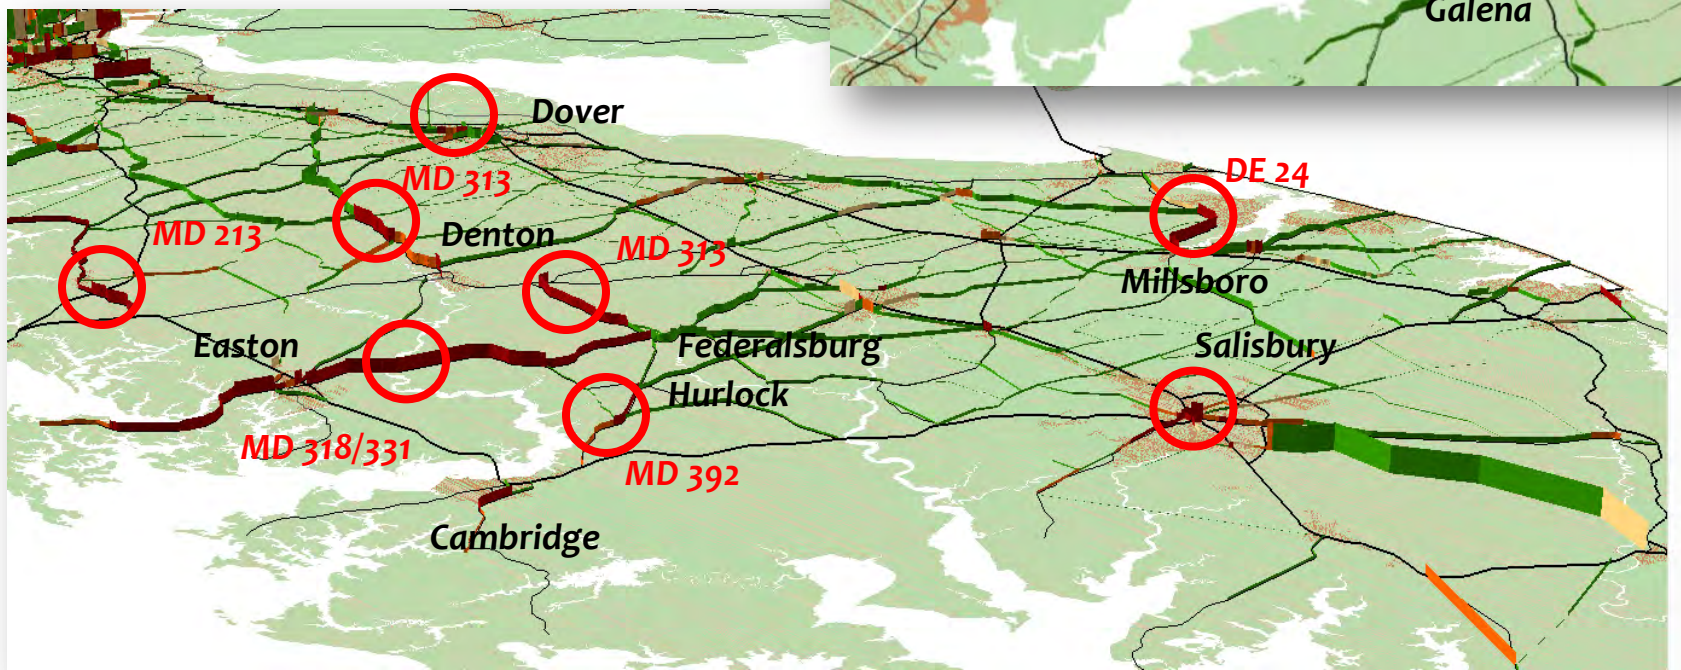 Galena
Dover
MD 313
DE 24
MD 213
Denton
MD 313
Millsboro
Easton
Federalsburg
Salisbury
Hurlock
MD 318/331
MD 392
Cambridge